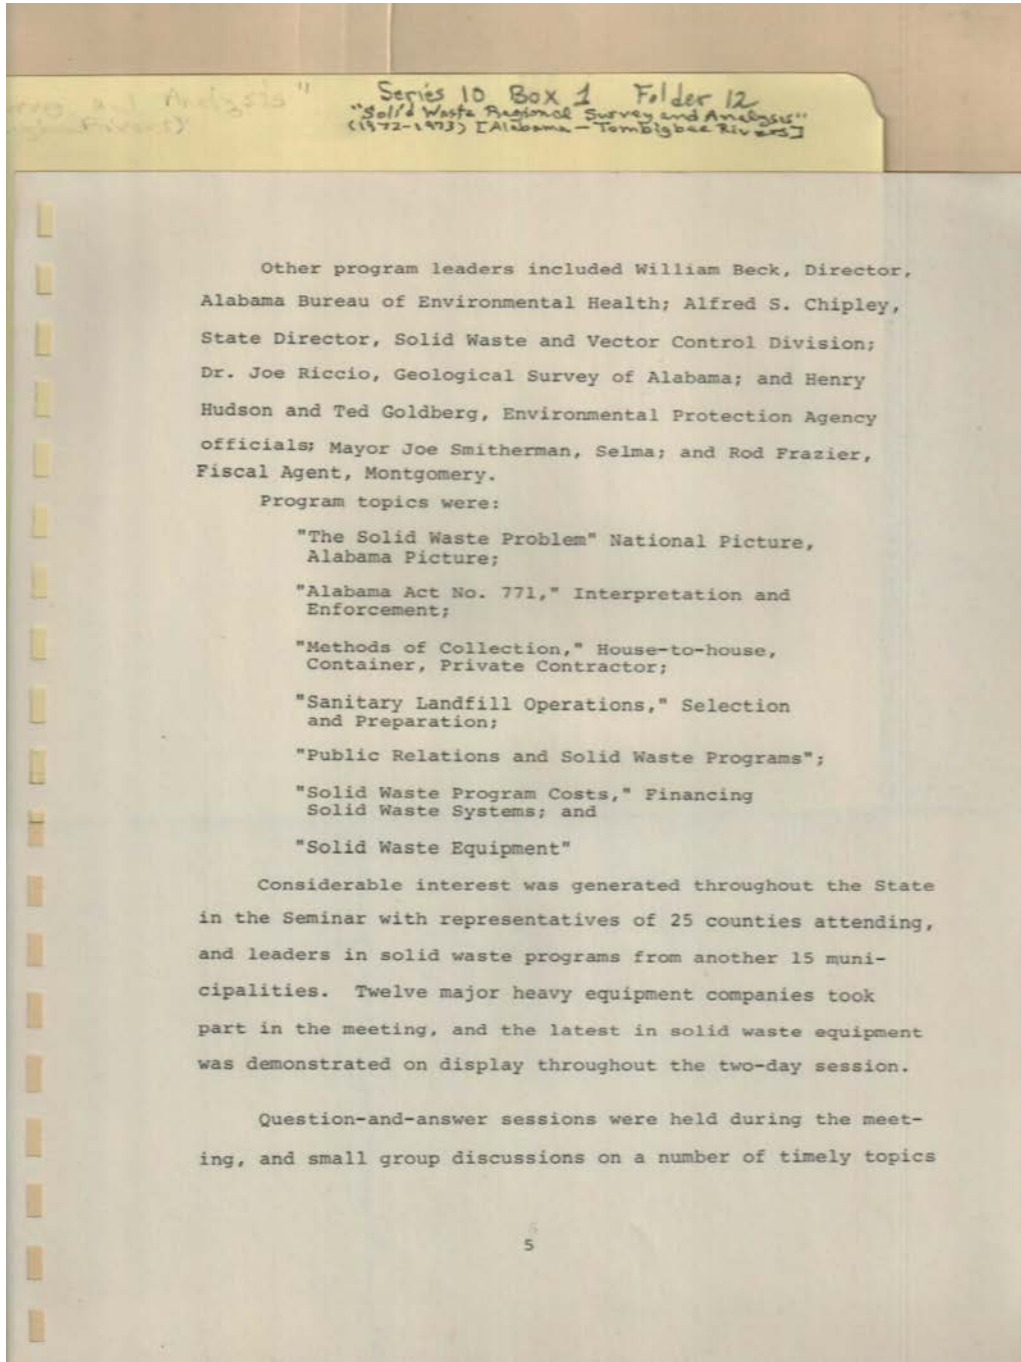 Series 10 Box 1 Folder 12
"Solid Waste Regional Survey and Analysis"
(1972-1973) [Alabama - Tombigbee Rivers]
and Analysis"
Rivers)
Other program leaders included William Beck, Director,
Alabama Bureau of Environmental Health; Alfred S. Chipley,
State Director, Solid Waste and Vector Control Division;
Dr. Joe Riccio, Geological Survey of Alabama; and Henry
Hudson and Ted Goldberg, Environmental Protection Agency
officials; Mayor Joe Smitherman, Selma; and Rod Frazier,
Fiscal Agent, Montgomery.
Program topics were:
"The Solid Waste Problem" National Picture,
Alabama Picture;
"Alabama Act No. 771," Interpretation and
Enforcement;
"Methods of Collection," House-to-house,
Container, Private Contractor;
"Sanitary Landfill Operations," Selection
and Preparation;
"Public Relations and Solid Waste Programs";
"Solid Waste Program Costs," Financing
Solid Waste Systems; and
"Solid Waste Equipment"
Considerable interest was generated throughout the State
in the Seminar with representatives of 25 counties attending,
and leaders in solid waste programs from another 15 muni-
cipalities. Twelve major heavy equipment companies took
part in the meeting, and the latest in solid waste equipment
was demonstrated on display throughout the two-day session.
Question-and-answer sessions were held during the meet-
ing, and small group discussions on a number of timely topics
5